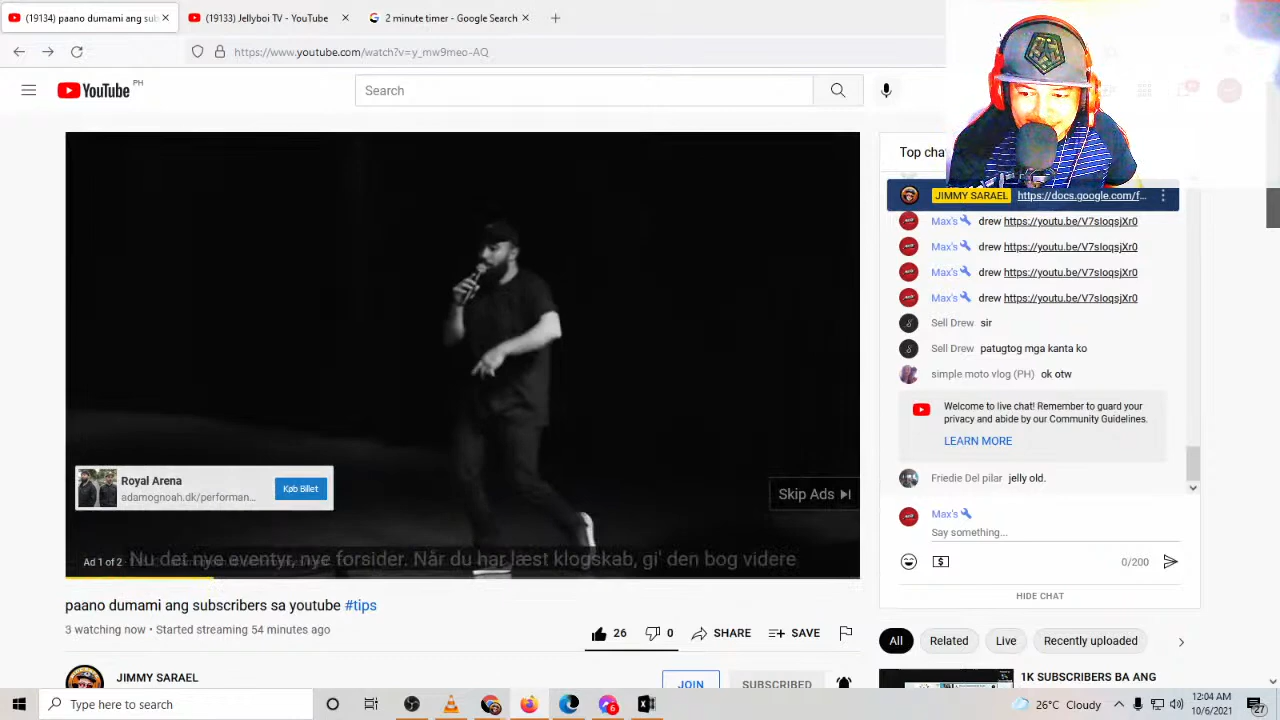 (19134) paano dumami ang sub
(19133) Jellyboi TV - YouTube
2 minute timer - Google Search
https://www.youtube.com/watch?v=y_mw9meo-AQ
YouTube PH
Search
Top cha
JIMMY SARAEL https://docs.google.com/f...
Max's drew https://youtu.be/V7sIoqsjXr0
Max's drew https://youtu.be/V7sIoqsjXr0
Max's drew https://youtu.be/V7sIoqsjXr0
Max's drew https://youtu.be/V7sIoqsjXr0
Sell Drew sir
Sell Drew patugtog mga kanta ko
simple moto vlog (PH) ok otw
Welcome to live chat! Remember to guard your
privacy and abide by our Community Guidelines.
LEARN MORE
Friedie Del pilar jelly old.
Max's
Say something...
0/200
HIDE CHAT
Royal Arena
adamognoah.dk/performan...
Køb Billet
Skip Ads
Ad 1 of 2
Nu det nye eventyr, nye forsider. Når du har læst klogskab, gi' den bog videre
paano dumami ang subscribers sa youtube #tips
3 watching now • Started streaming 54 minutes ago
26
0
SHARE
SAVE
JIMMY SARAEL
JOIN
SUBSCRIBED
All
Related
Live
Recently uploaded
1K SUBSCRIBERS BA ANG
Type here to search
6
26°C Cloudy
12:04 AM
10/6/2021
27